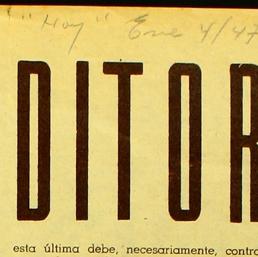 "Hoy" Ene 4/47
DITOR
esta última debe, necesariamente, contro